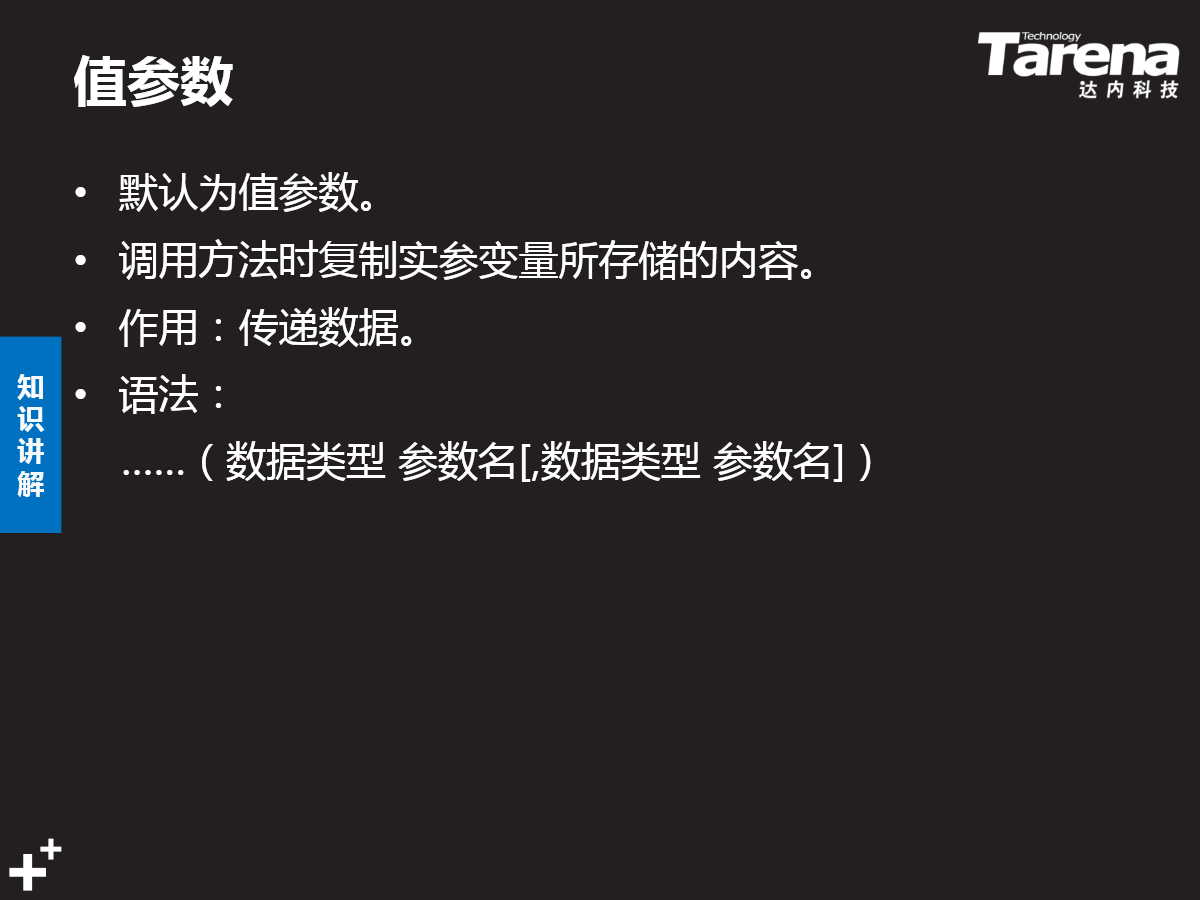 值参数
Technology
Tarena
达内科技
• 默认为值参数。
• 调用方法时复制实参变量所存储的内容。
• 作用：传递数据。
• 语法：
......（数据类型 参数名[,数据类型 参数名]）
知识讲解